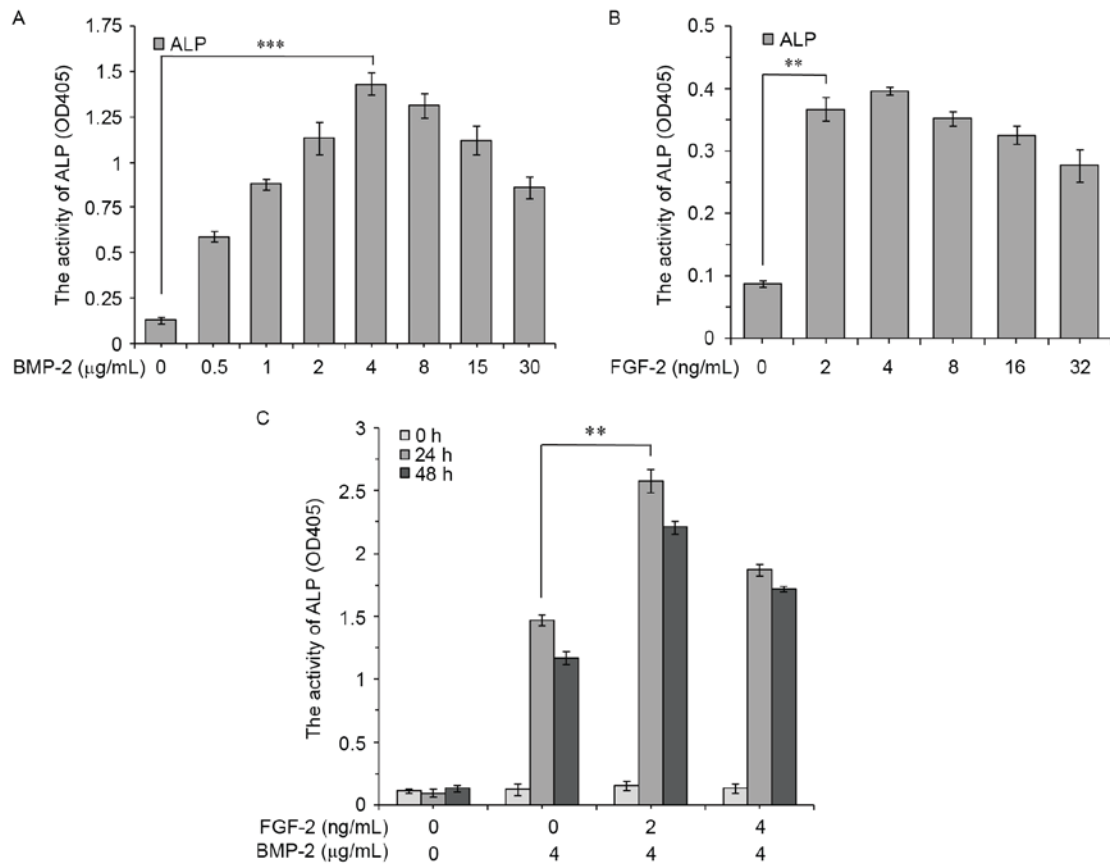 A
The activity of ALP (OD405)
1.75
1.5
1.25
1
0.75
0.5
0.25
0
ALP
***
BMP-2 (μg/mL) 0 0.5 1 2 4 8 15 30
B
The activity of ALP (OD405)
0.5
0.4
0.3
0.2
0.1
0
ALP
**
FGF-2 (ng/mL) 0 2 4 8 16 32
C
The activity of ALP (OD405)
3
2.5
2
1.5
1
0.5
0
0 h
24 h
48 h
**
FGF-2 (ng/mL) 0 0 2 4
BMP-2 (μg/mL) 0 4 4 4